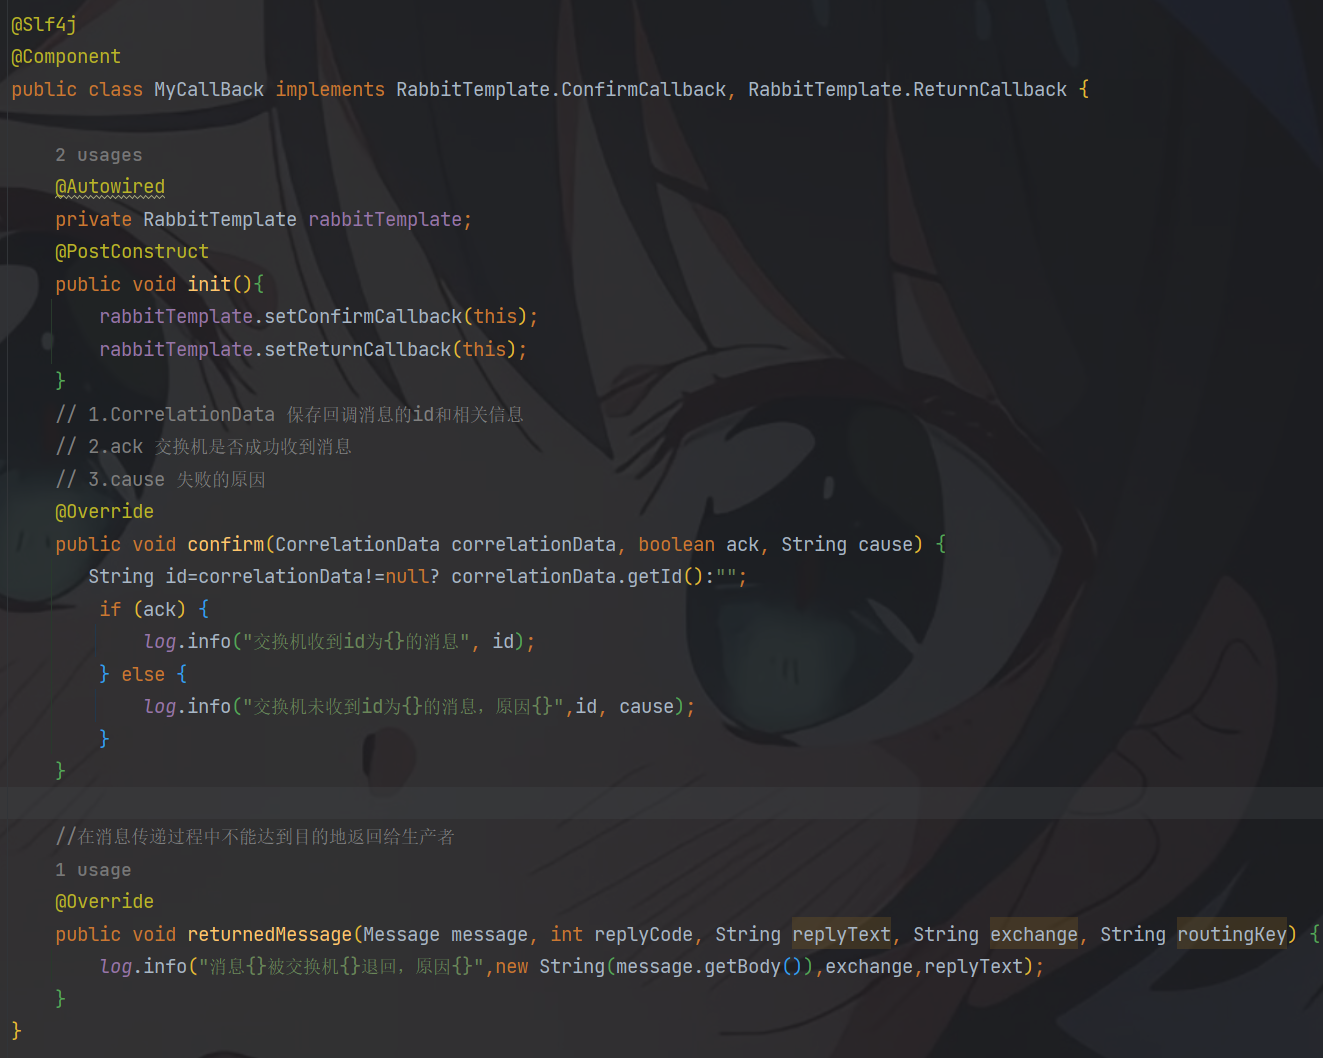 @Slf4j
@Component
public class MyCallBack implements RabbitTemplate.ConfirmCallback, RabbitTemplate.ReturnCallback {
2 usages
@Autowired
private RabbitTemplate rabbitTemplate;
@PostConstruct
public void init(){
rabbitTemplate.setConfirmCallback(this);
rabbitTemplate.setReturnCallback(this);
}
// 1.CorrelationData 保存回调消息的id和相关信息
// 2.ack 交换机是否成功收到消息
// 3.cause 失败的原因
@Override
public void confirm(CorrelationData correlationData, boolean ack, String cause) {
String id=correlationData!=null? correlationData.getId():"";
if (ack) {
log.info("交换机收到id为{}的消息", id);
} else {
log.info("交换机未收到id为{}的消息，原因{}",id, cause);
}
}
//在消息传递过程中不能达到目的地返回给生产者
1 usage
@Override
public void returnedMessage(Message message, int replyCode, String replyText, String exchange, String routingKey) {
log.info("消息{}被交换机{}退回，原因{}",new String(message.getBody()),exchange,replyText);
}
}